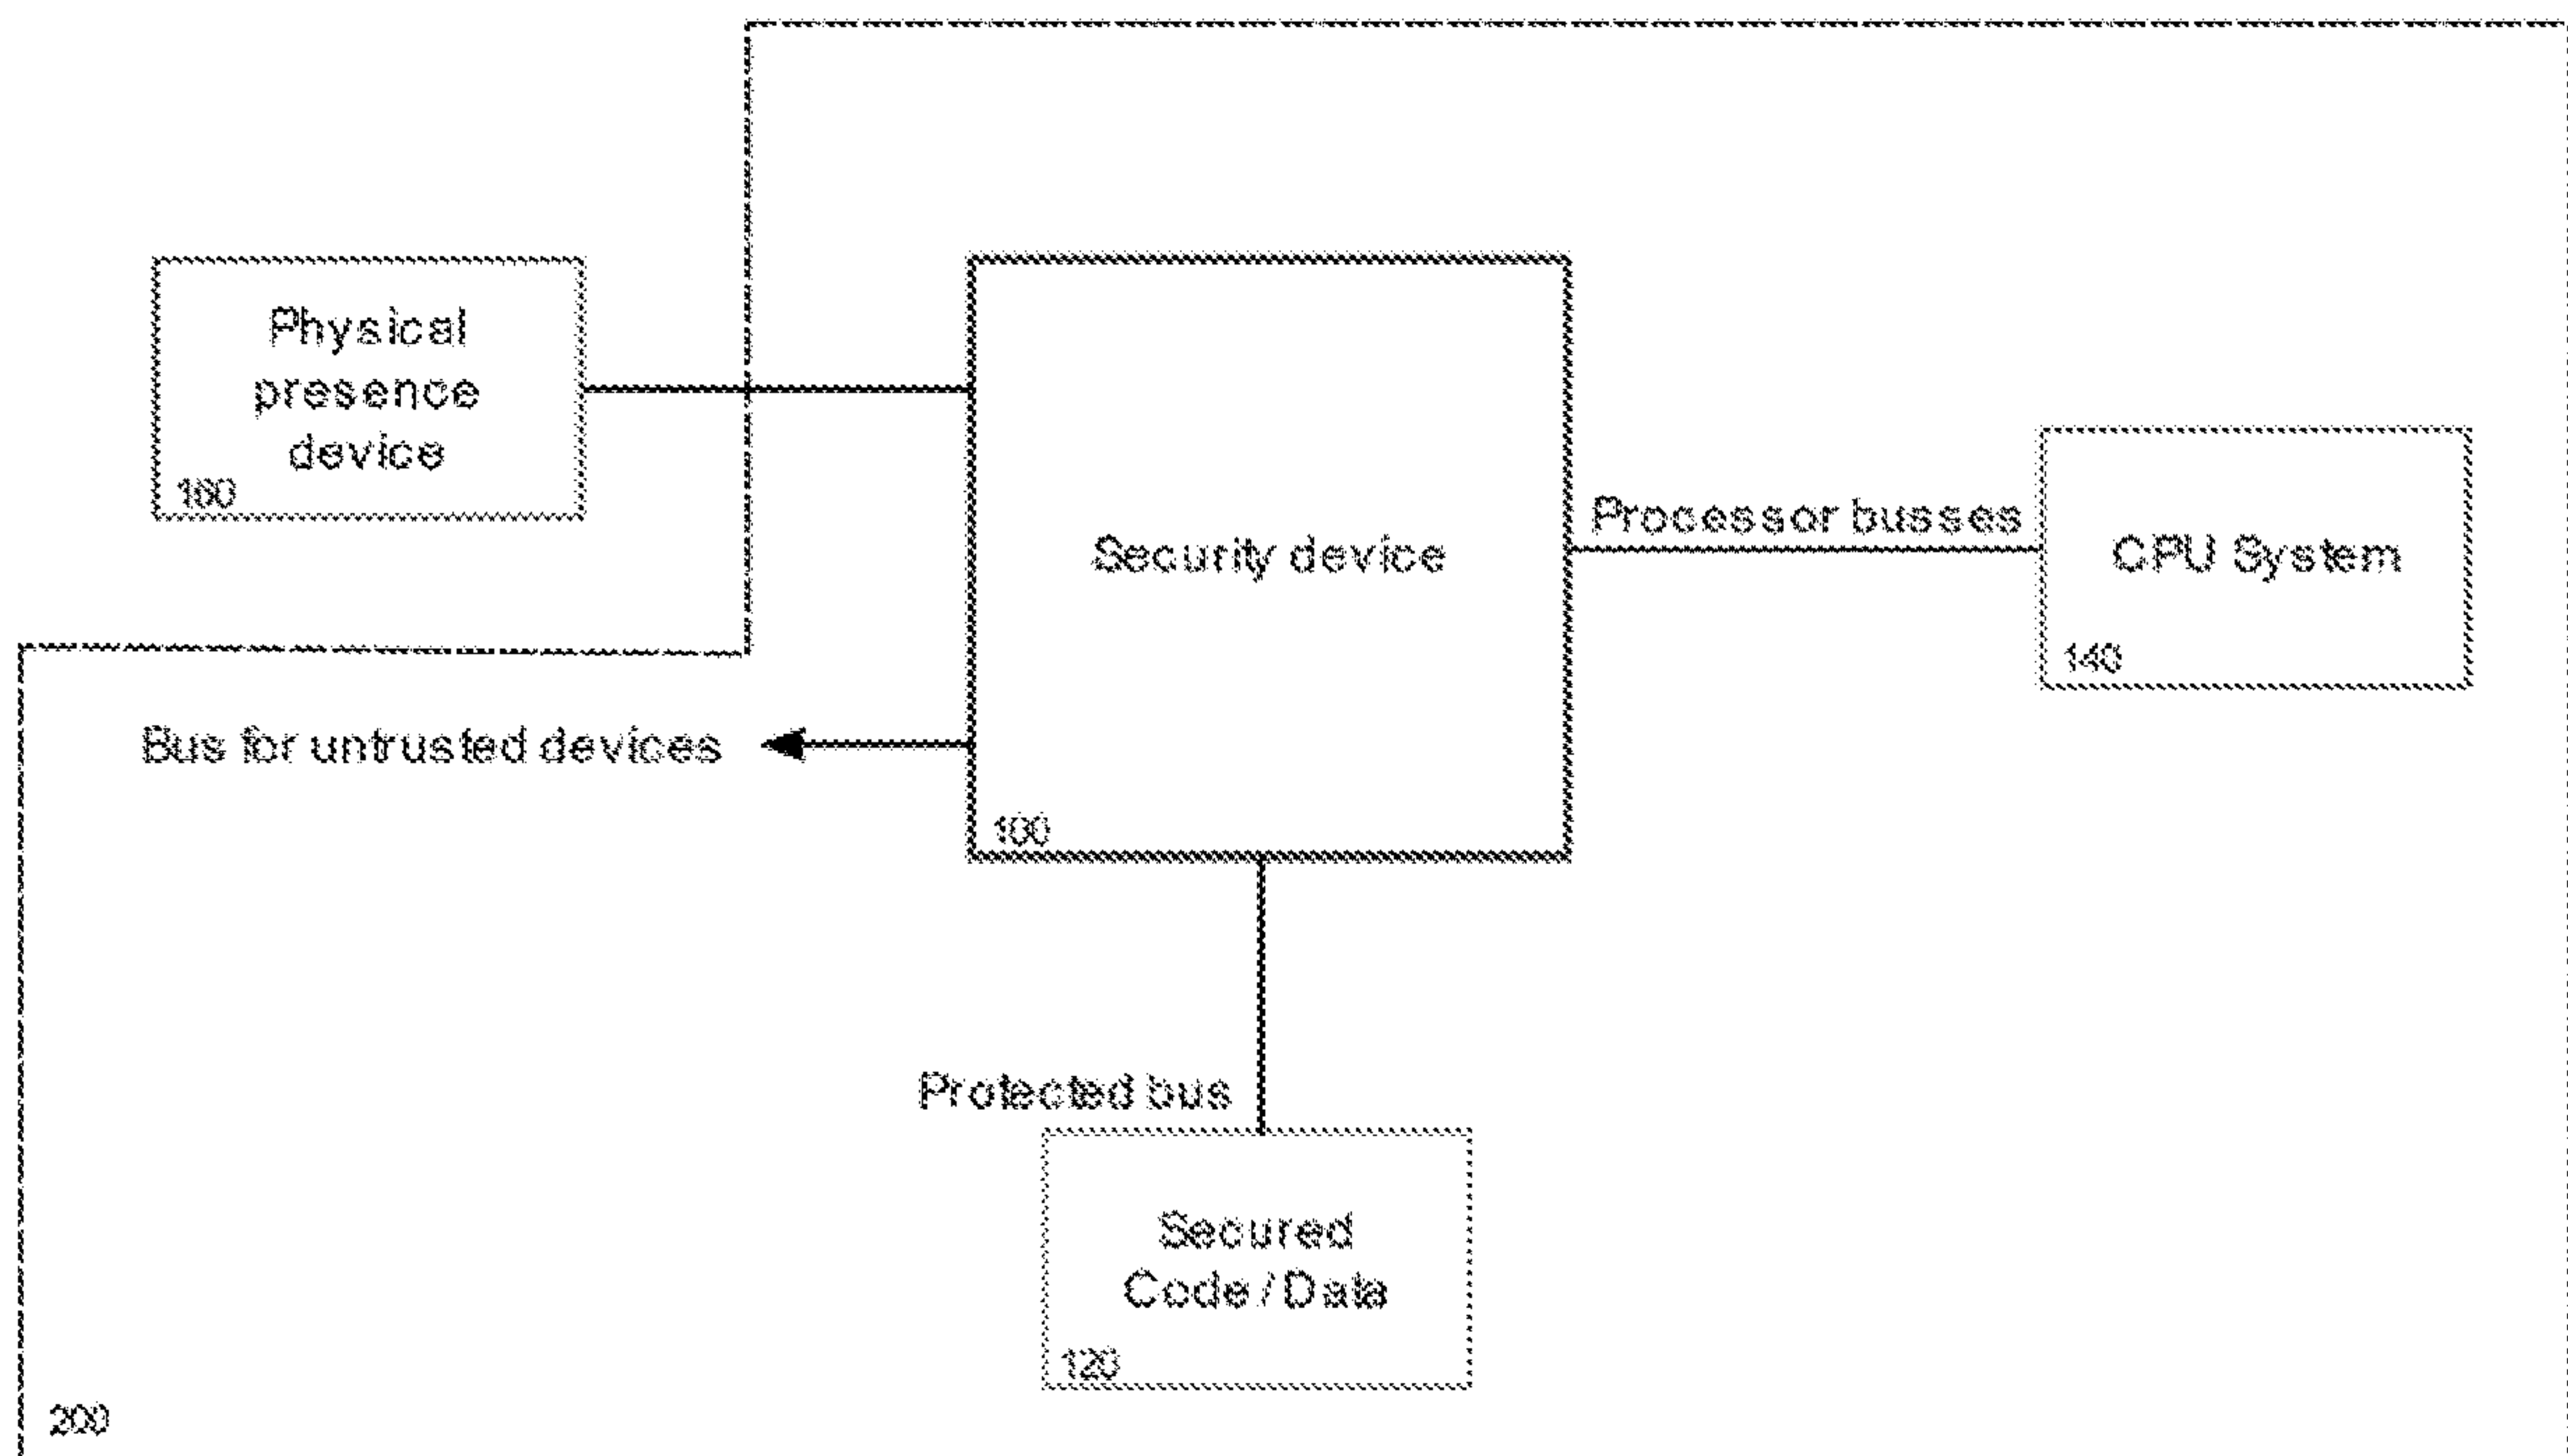 Physical
presence
device
160
Security device
100
Processor busses
CPU System
140
Bus for untrusted devices
Protected bus
Secured
Code / Data
120
200